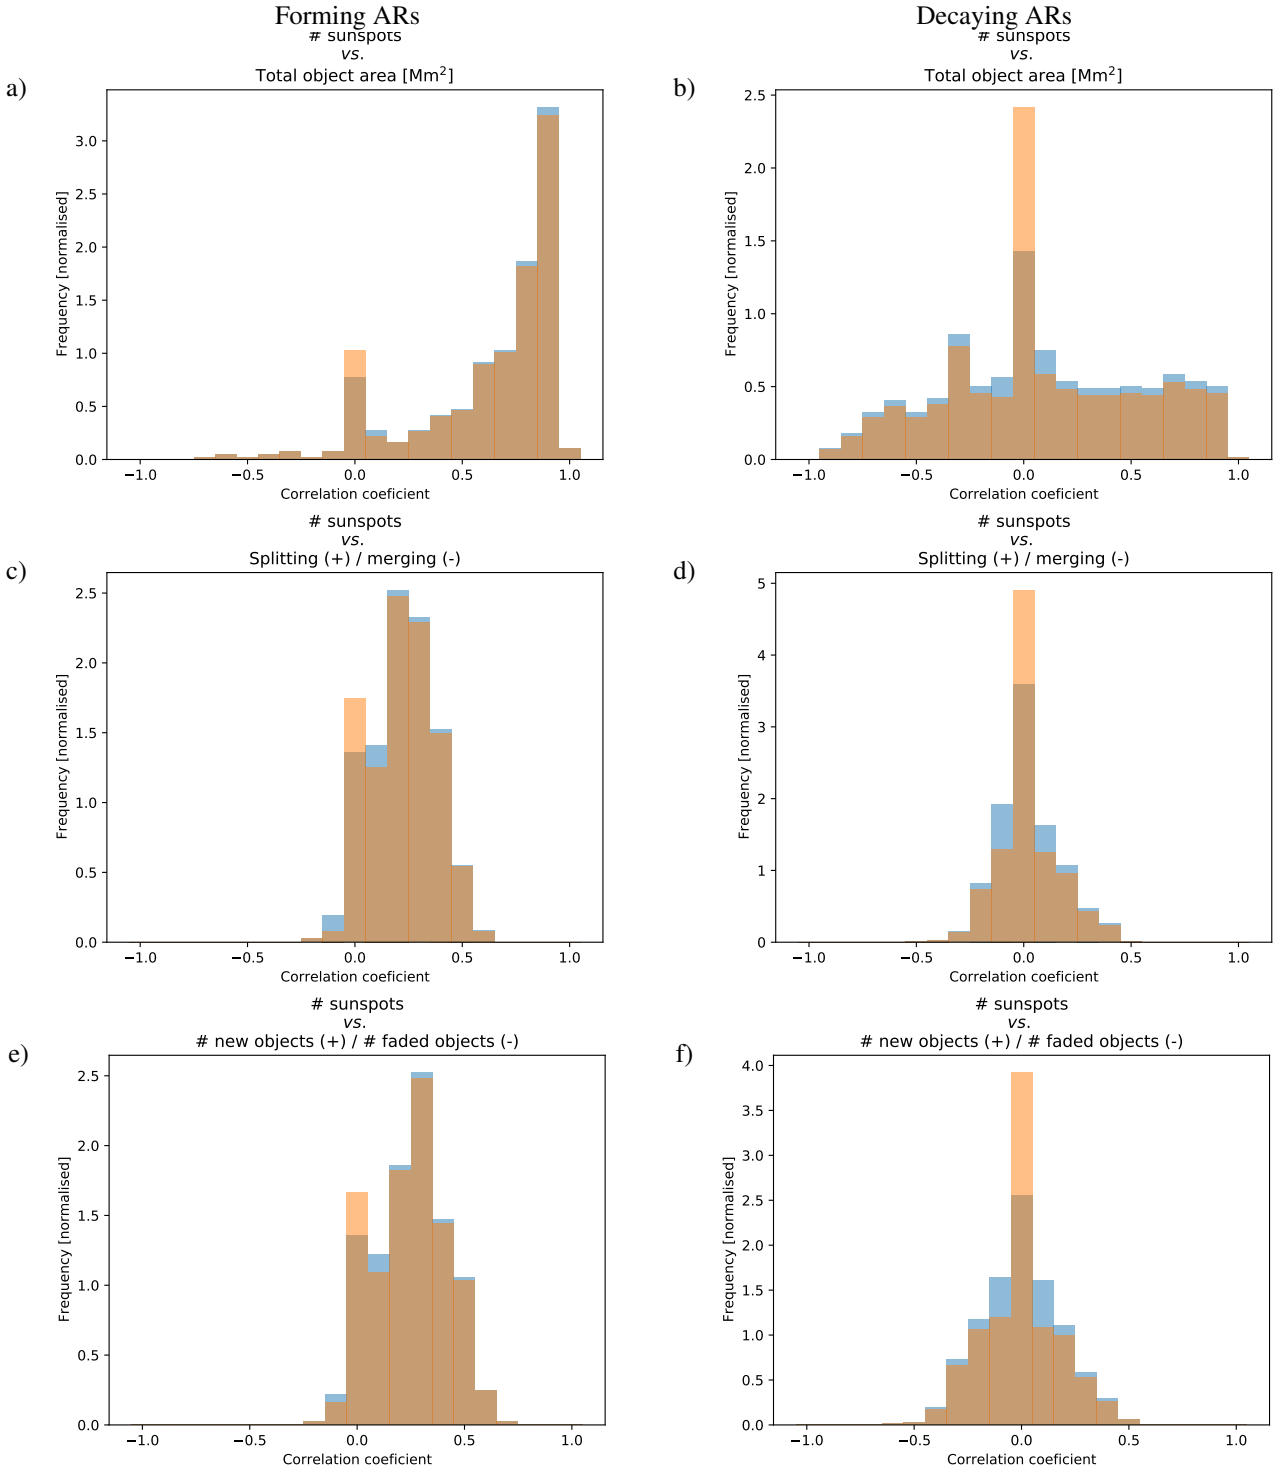 Forming ARs
Decaying ARs
a)
# sunspots
vs.
Total object area [Mm²]
Frequency [normalised]
3.0
2.5
2.0
1.5
1.0
0.5
0.0
−1.0 −0.5 0.0 0.5 1.0
Correlation coeficient
b)
# sunspots
vs.
Total object area [Mm²]
Frequency [normalised]
2.5
2.0
1.5
1.0
0.5
0.0
−1.0 −0.5 0.0 0.5 1.0
Correlation coeficient
c)
# sunspots
vs.
Splitting (+) / merging (-)
Frequency [normalised]
2.5
2.0
1.5
1.0
0.5
0.0
−1.0 −0.5 0.0 0.5 1.0
Correlation coeficient
d)
# sunspots
vs.
Splitting (+) / merging (-)
Frequency [normalised]
5
4
3
2
1
0
−1.0 −0.5 0.0 0.5 1.0
Correlation coeficient
e)
# sunspots
vs.
# new objects (+) / # faded objects (-)
Frequency [normalised]
2.5
2.0
1.5
1.0
0.5
0.0
−1.0 −0.5 0.0 0.5 1.0
Correlation coeficient
f)
# sunspots
vs.
# new objects (+) / # faded objects (-)
Frequency [normalised]
4.0
3.5
3.0
2.5
2.0
1.5
1.0
0.5
0.0
−1.0 −0.5 0.0 0.5 1.0
Correlation coeficient